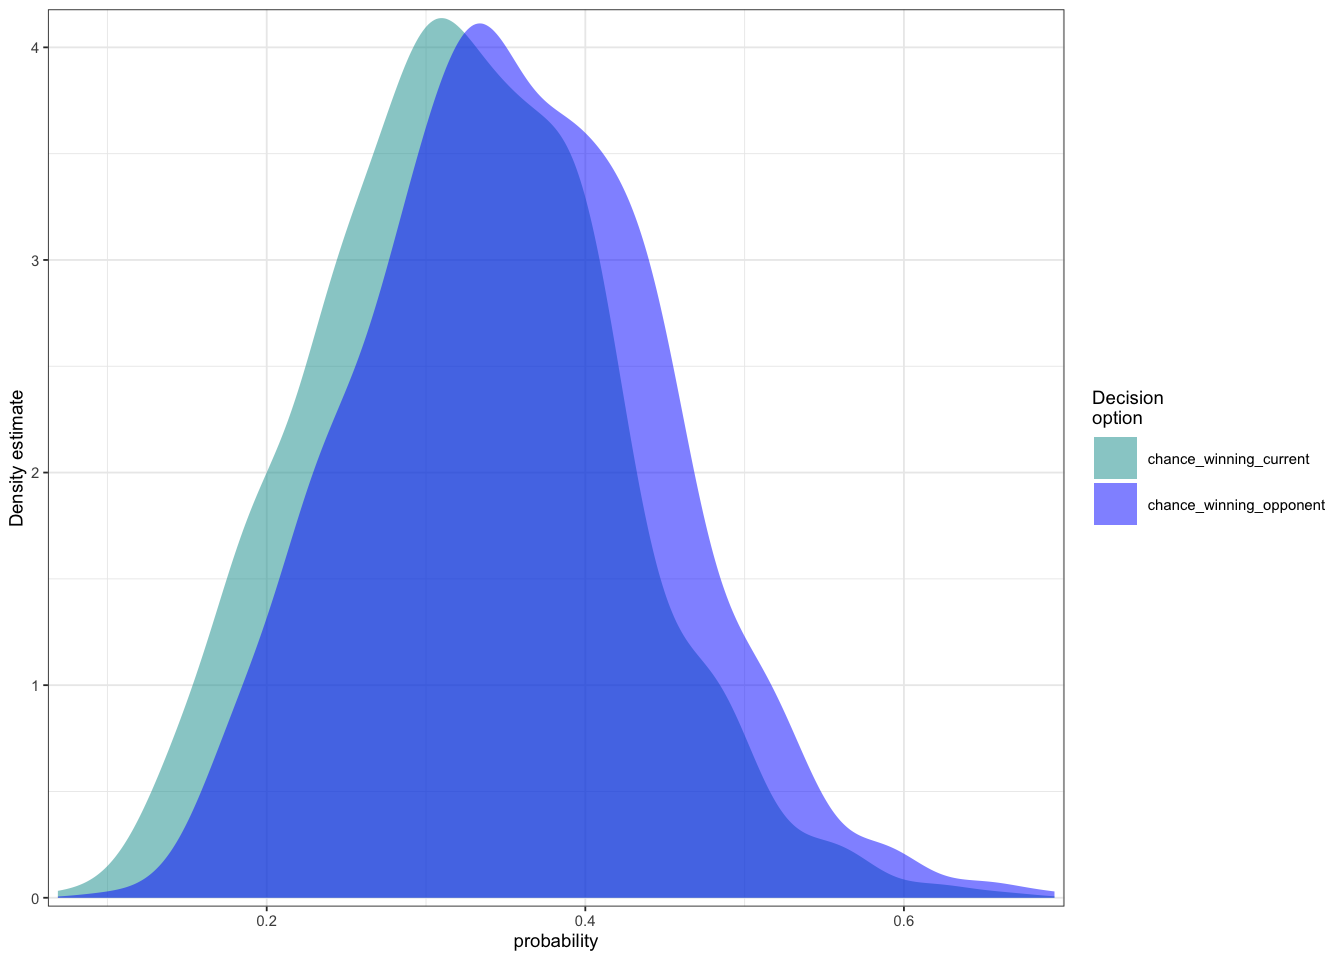 4
3
2
1
0
Density estimate
0.2
0.4
0.6
probability
Decision
option
chance_winning_current
chance_winning_opponent